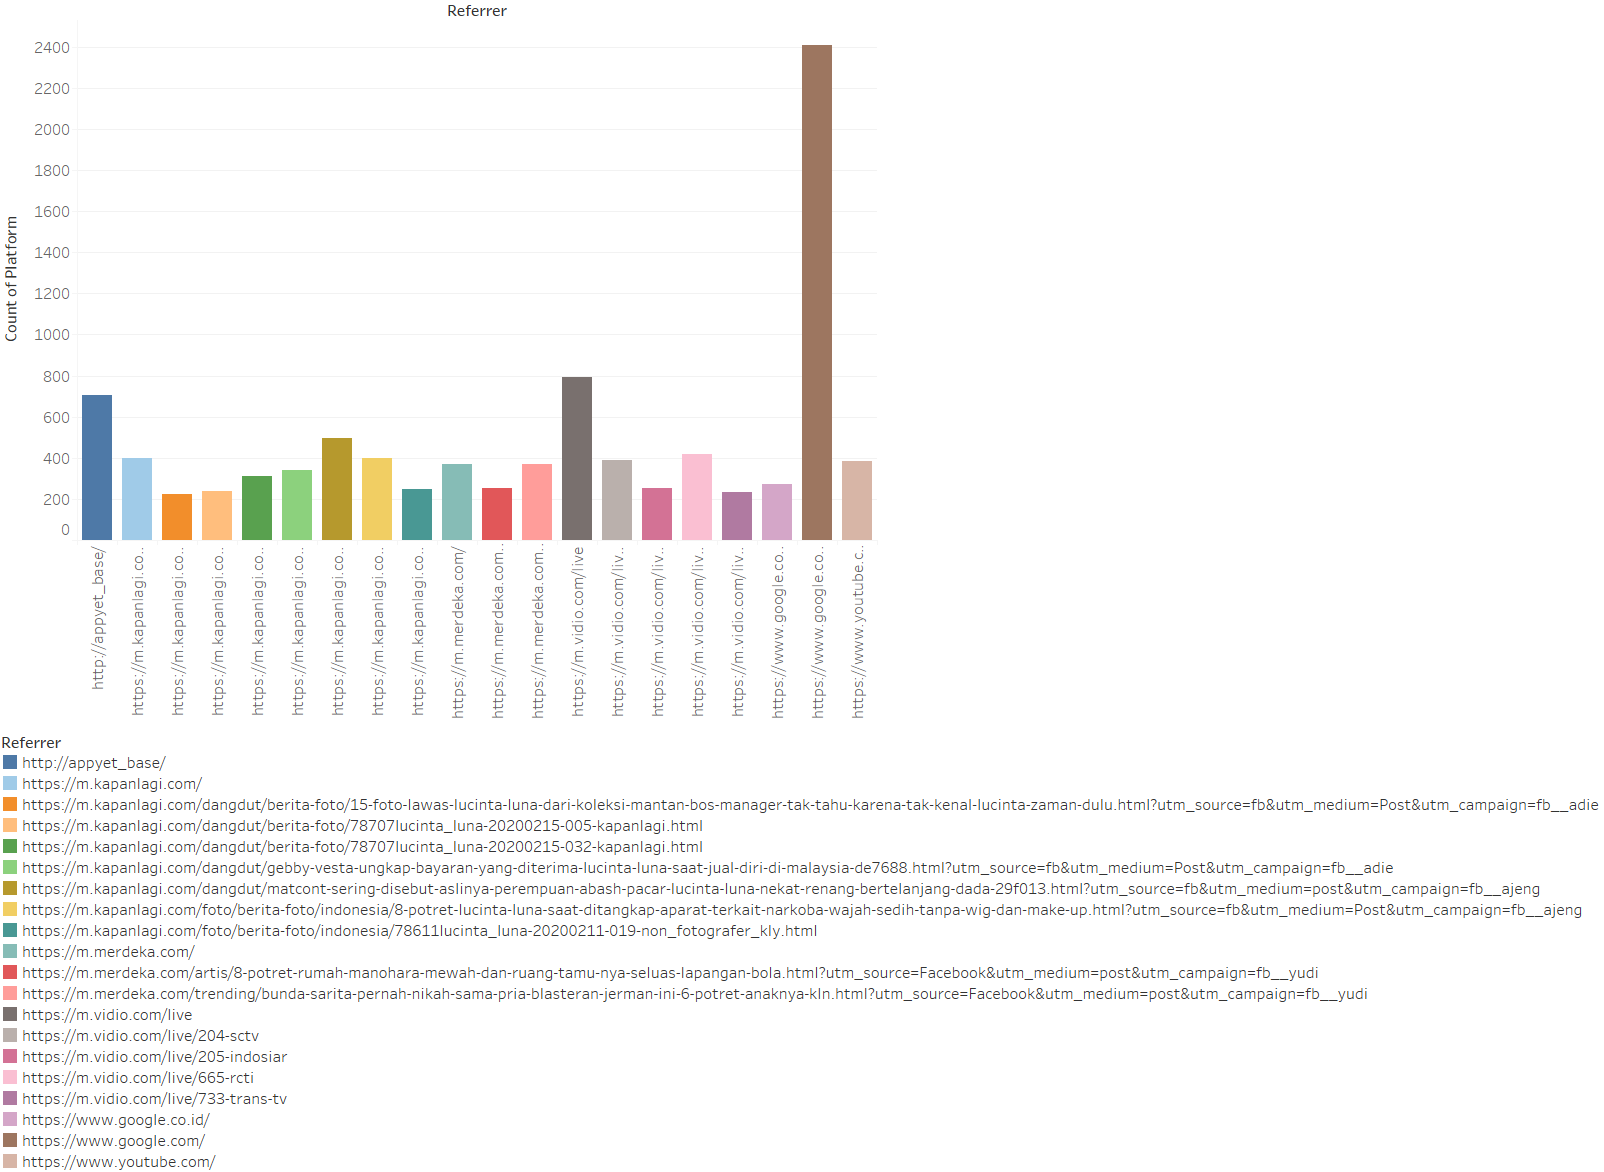 Referrer
Count of Platform
2400
2200
2000
1800
1600
1400
1200
1000
800
600
400
200
0
http://appyet_base/
https://m.kapanlagi.co..
https://m.kapanlagi.co..
https://m.kapanlagi.co..
https://m.kapanlagi.co..
https://m.kapanlagi.co..
https://m.kapanlagi.co..
https://m.kapanlagi.co..
https://m.kapanlagi.co..
https://m.merdeka.com/
https://m.merdeka.com..
https://m.merdeka.com..
https://m.vidio.com/live
https://m.vidio.com/liv..
https://m.vidio.com/liv..
https://m.vidio.com/liv..
https://m.vidio.com/liv..
https://www.google.co..
https://www.google.co..
https://www.youtube.c..
Referrer
http://appyet_base/
https://m.kapanlagi.com/
https://m.kapanlagi.com/dangdut/berita-foto/15-foto-lawas-lucinta-luna-dari-koleksi-mantan-bos-manager-tak-tahu-karena-tak-kenal-lucinta-zaman-dulu.html?utm_source=fb&utm_medium=Post&utm_campaign=fb__adie
https://m.kapanlagi.com/dangdut/berita-foto/78707lucinta_luna-20200215-005-kapanlagi.html
https://m.kapanlagi.com/dangdut/berita-foto/78707lucinta_luna-20200215-032-kapanlagi.html
https://m.kapanlagi.com/dangdut/gebby-vesta-ungkap-bayaran-yang-diterima-lucinta-luna-saat-jual-diri-di-malaysia-de7688.html?utm_source=fb&utm_medium=Post&utm_campaign=fb__adie
https://m.kapanlagi.com/dangdut/matcont-sering-disebut-aslinya-perempuan-abash-pacar-lucinta-luna-nekat-renang-bertelanjang-dada-29f013.html?utm_source=fb&utm_medium=post&utm_campaign=fb__ajeng
https://m.kapanlagi.com/foto/berita-foto/indonesia/8-potret-lucinta-luna-saat-ditangkap-aparat-terkait-narkoba-wajah-sedih-tanpa-wig-dan-make-up.html?utm_source=fb&utm_medium=Post&utm_campaign=fb__ajeng
https://m.kapanlagi.com/foto/berita-foto/indonesia/78611lucinta_luna-20200211-019-non_fotografer_kly.html
https://m.merdeka.com/
https://m.merdeka.com/artis/8-potret-rumah-manohara-mewah-dan-ruang-tamu-nya-seluas-lapangan-bola.html?utm_source=Facebook&utm_medium=post&utm_campaign=fb__yudi
https://m.merdeka.com/trending/bunda-sarita-pernah-nikah-sama-pria-blasteran-jerman-ini-6-potret-anaknya-kln.html?utm_source=Facebook&utm_medium=post&utm_campaign=fb__yudi
https://m.vidio.com/live
https://m.vidio.com/live/204-sctv
https://m.vidio.com/live/205-indosiar
https://m.vidio.com/live/665-rcti
https://m.vidio.com/live/733-trans-tv
https://www.google.co.id/
https://www.google.com/
https://www.youtube.com/